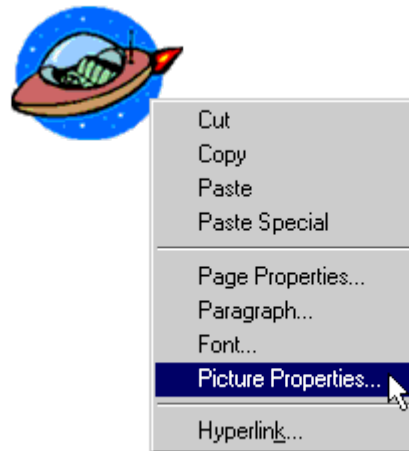 Cut
Copy
Paste
Paste Special
Page Properties...
Paragraph...
Font...
Picture Properties...
Hyperlink...